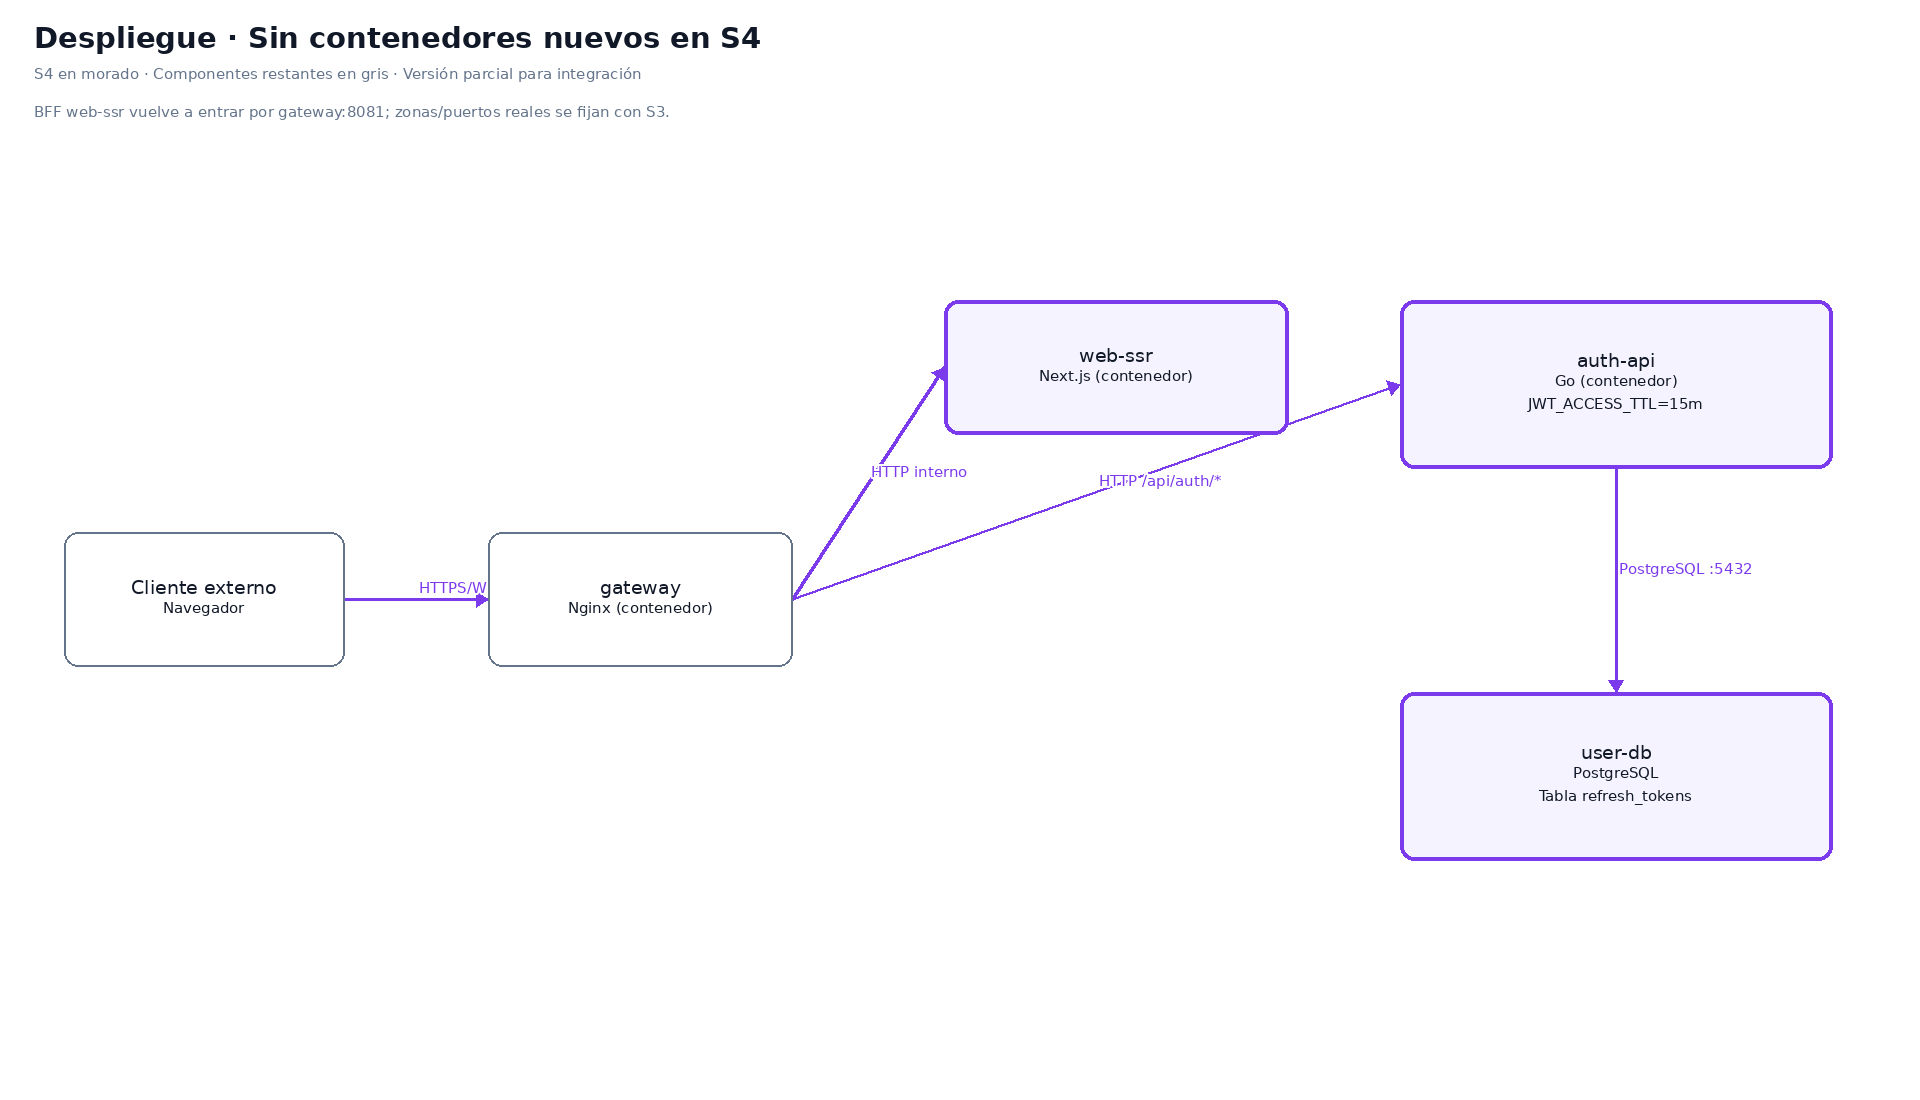 Despliegue · Sin contenedores nuevos en S4
S4 en morado · Componentes restantes en gris · Versión parcial para integración
BFF web-ssr vuelve a entrar por gateway:8081; zonas/puertos reales se fijan con S3.
web-ssr
Next.js (contenedor)
auth-api
Go (contenedor)
JWT_ACCESS_TTL=15m
HTTP interno
HTTP /api/auth/*
Cliente externo
Navegador
HTTPS/W
gateway
Nginx (contenedor)
PostgreSQL :5432
user-db
PostgreSQL
Tabla refresh_tokens